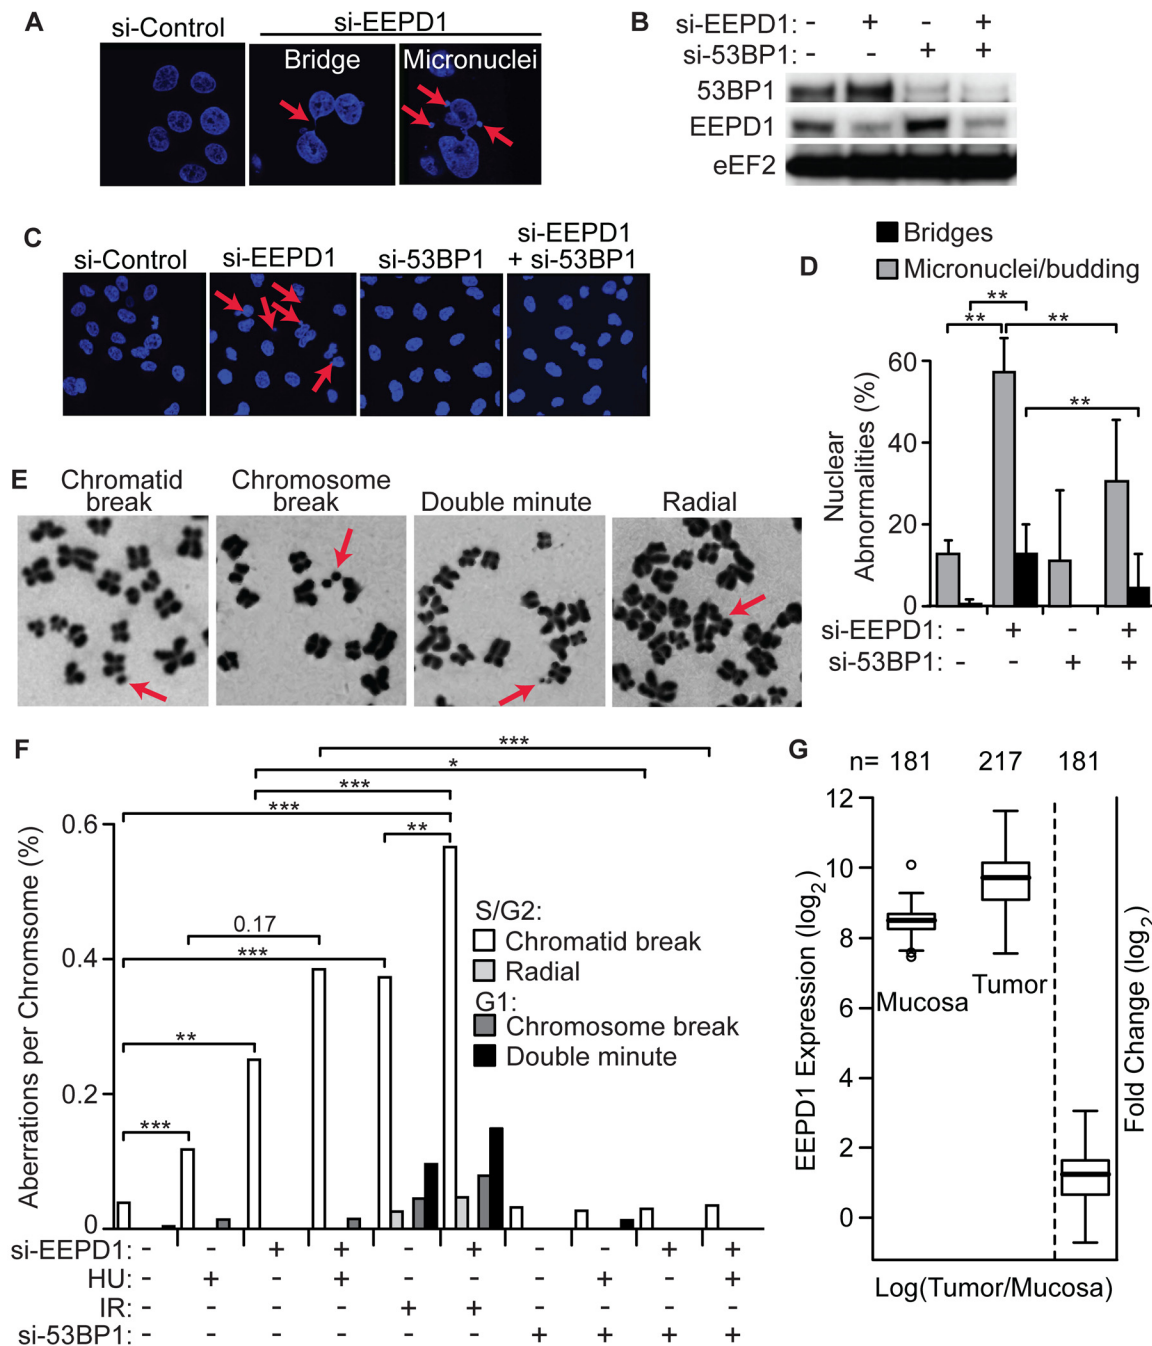 A
si-Control
si-EEPD1
Bridge
Micronuclei
B
si-EEPD1: - + - +
si-53BP1: - - + +
53BP1
EEPD1
eEF2
C
si-Control
si-EEPD1
si-53BP1
si-EEPD1
+ si-53BP1
D
Bridges
Micronuclei/budding
**
** **
**
Nuclear
Abnormalities (%)
60
40
20
0
si-EEPD1: - + - +
si-53BP1: - - + +
E
Chromatid
break
Chromosome
break
Double minute
Radial
F
***
*
***
***
**
0.17
***
**
***
Aberrations per Chromsome (%)
0.6
0.4
0.2
0
S/G2:
Chromatid break
Radial
G1:
Chromosome break
Double minute
si-EEPD1: - - + + - + - - + +
HU: - + - + - - - + - +
IR: - - - - + + - - - -
si-53BP1: - - - - - - + + + +
G
n= 181 217 181
EEPD1 Expression (log2)
12
10
8
6
4
2
0
Mucosa
Tumor
Fold Change (log2)
Log(Tumor/Mucosa)